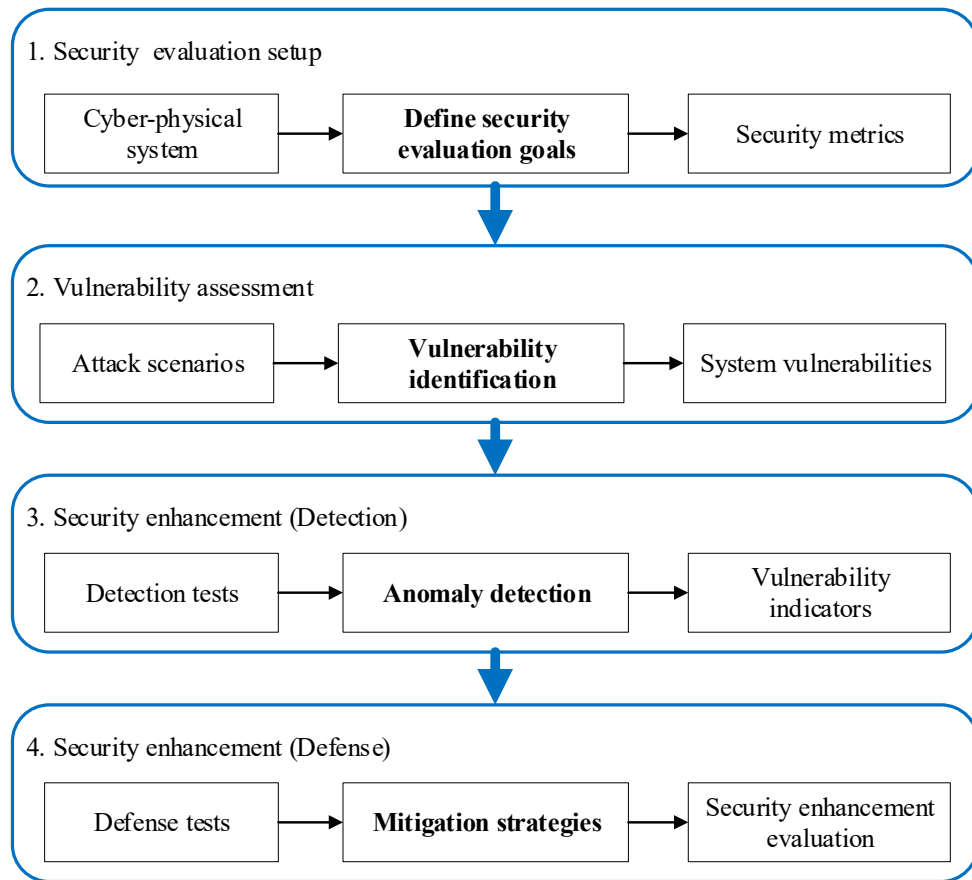 1. Security evaluation setup
Cyber-physical
system
Define security
evaluation goals
Security metrics
2. Vulnerability assessment
Attack scenarios
Vulnerability
identification
System vulnerabilities
3. Security enhancement (Detection)
Detection tests
Anomaly detection
Vulnerability
indicators
4. Security enhancement (Defense)
Defense tests
Mitigation strategies
Security enhancement
evaluation